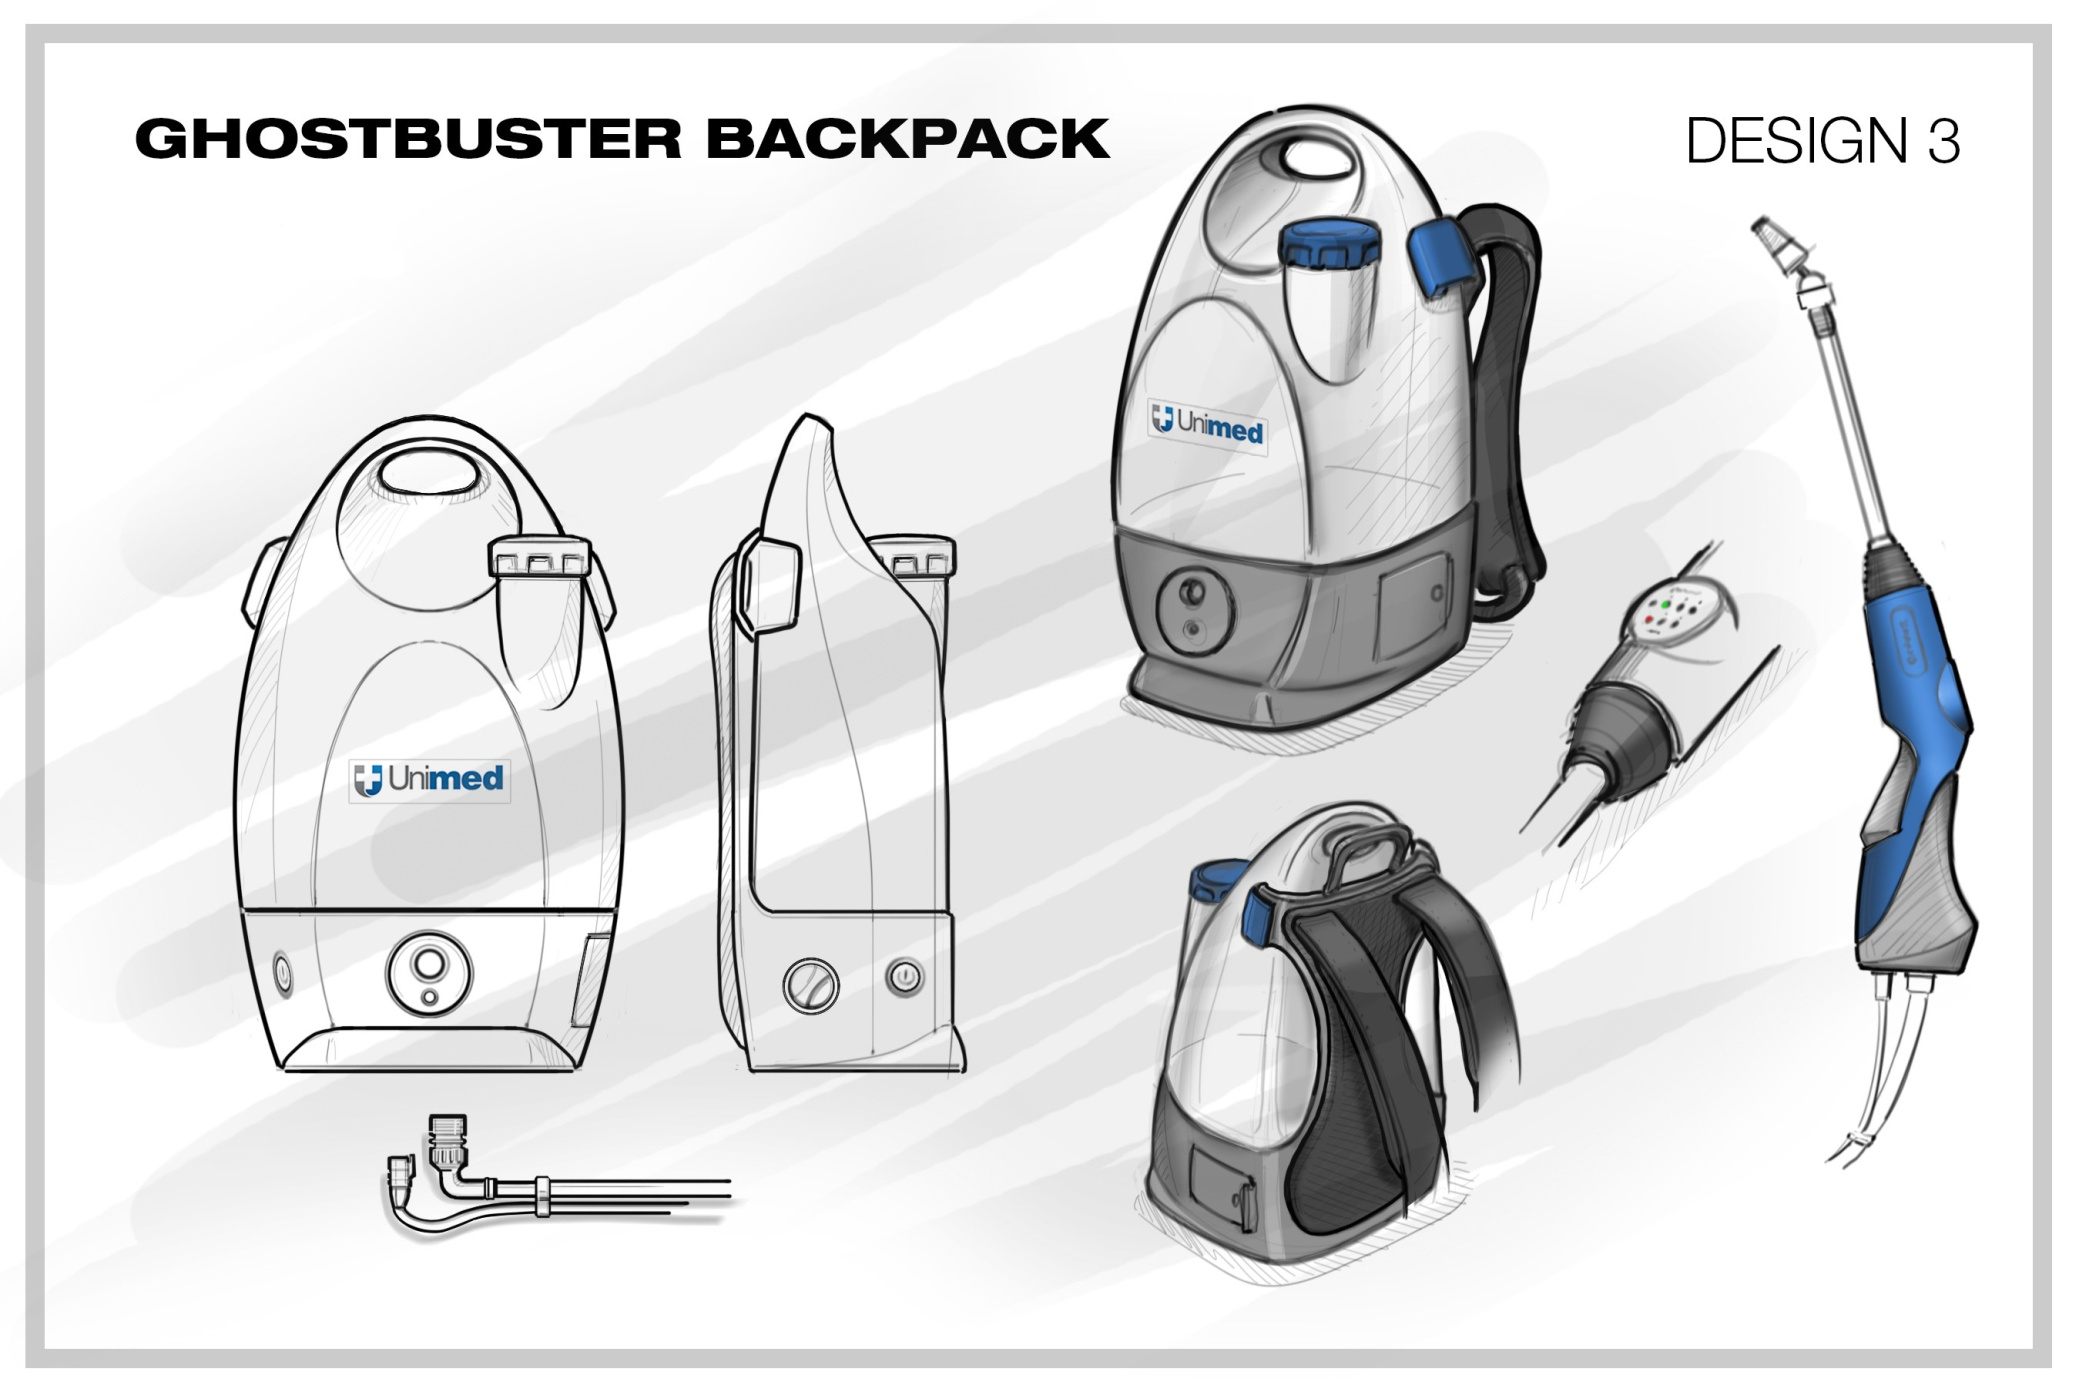 GHOSTBUSTER BACKPACK
DESIGN 3
Unimed
Unimed